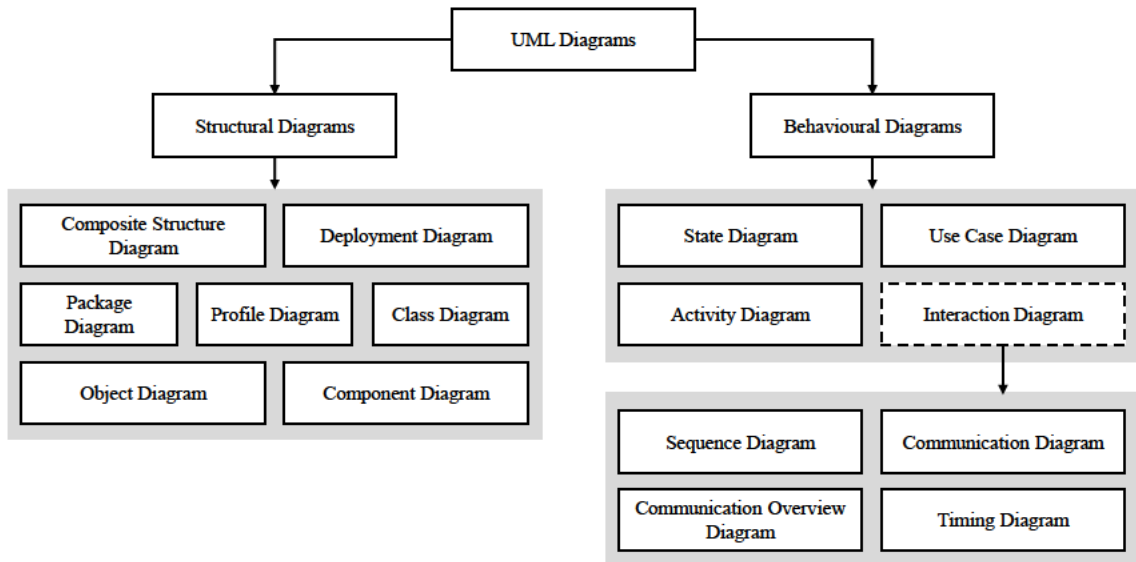 UML Diagrams
Structural Diagrams
Behavioural Diagrams
Composite Structure
Diagram
Deployment Diagram
Package
Diagram
Profile Diagram
Class Diagram
Object Diagram
Component Diagram
State Diagram
Use Case Diagram
Activity Diagram
Interaction Diagram
Sequence Diagram
Communication Diagram
Communication Overview
Diagram
Timing Diagram